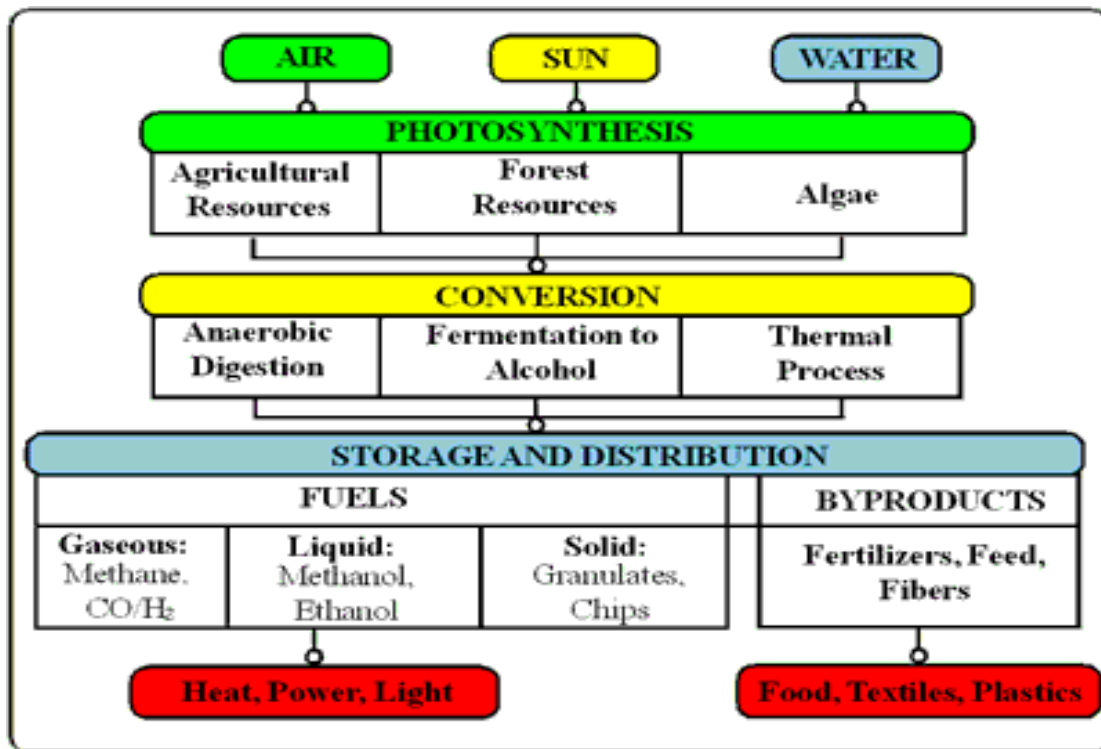 AIR
SUN
WATER
PHOTOSYNTHESIS
Agricultural
Resources
Forest
Resources
Algae
CONVERSION
Anaerobic
Digestion
Fermentation to
Alcohol
Thermal
Process
STORAGE AND DISTRIBUTION
FUELS
BYPRODUCTS
Gaseous:
Methane,
CO/H₂
Liquid:
Methanol,
Ethanol
Solid:
Granulates,
Chips
Fertilizers, Feed,
Fibers
Heat, Power, Light
Food, Textiles, Plastics